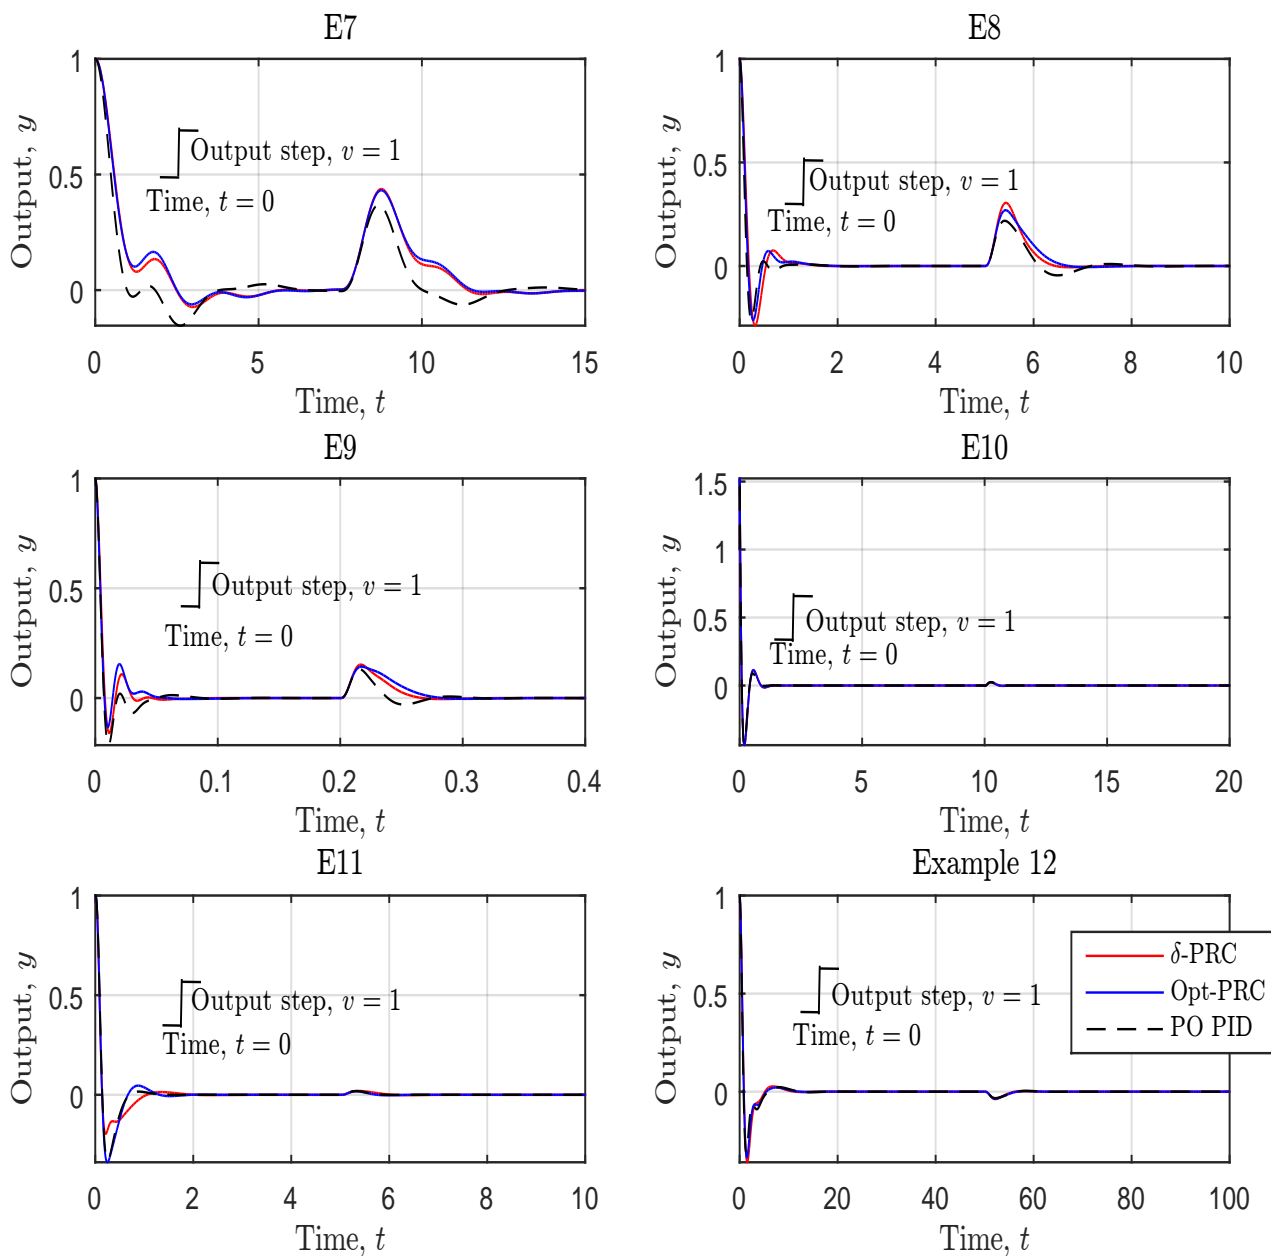 E7
Output, y
1
0.5
0
Output step, v = 1
Time, t = 0
0 5 10 15
Time, t
E8
Output, y
1
0.5
0
Output step, v = 1
Time, t = 0
0 2 4 6 8 10
Time, t
E9
Output, y
1
0.5
0
Output step, v = 1
Time, t = 0
0 0.1 0.2 0.3 0.4
Time, t
E10
Output, y
1.5
1
0.5
0
Output step, v = 1
Time, t = 0
0 5 10 15 20
Time, t
E11
Output, y
1
0.5
0
Output step, v = 1
Time, t = 0
0 2 4 6 8 10
Time, t
Example 12
Output, y
1
0.5
0
Output step, v = 1
Time, t = 0
δ-PRC
Opt-PRC
PO PID
0 20 40 60 80 100
Time, t